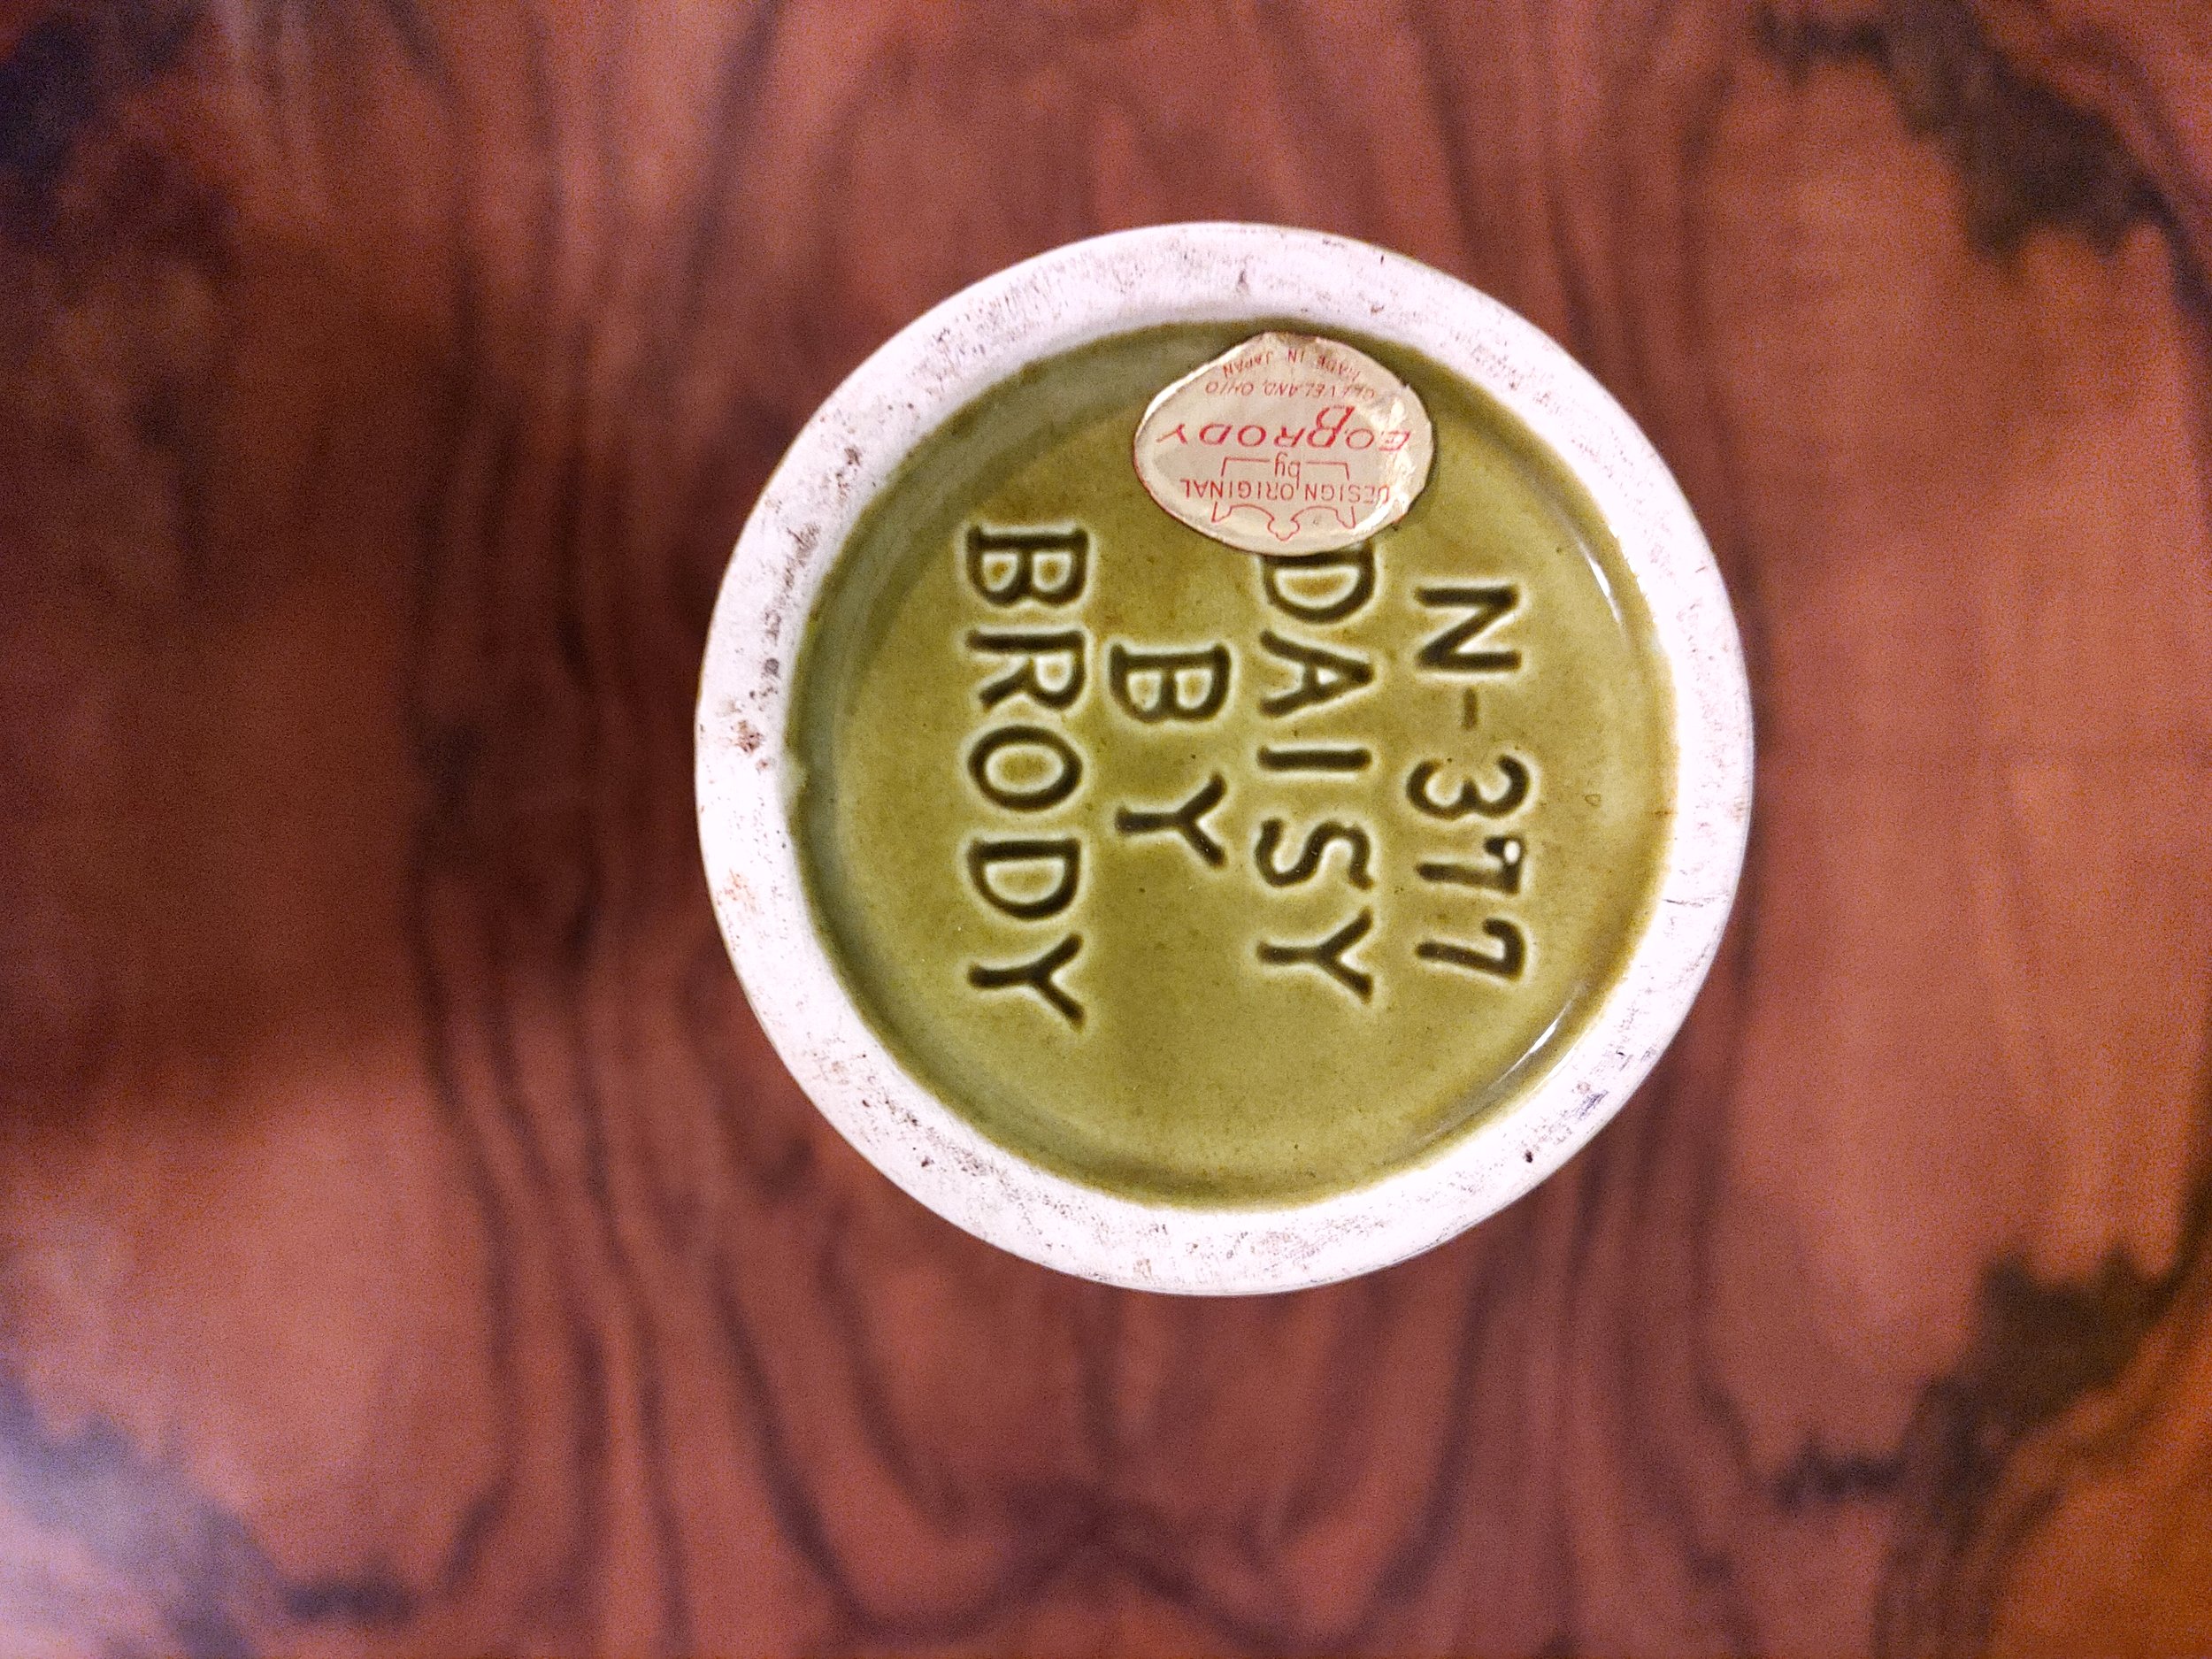 N-377
DAISY
BY
BRODY
DESIGN ORIGINAL
by
E.O.BRODY
CLEVELAND, OHIO
MADE IN JAPAN